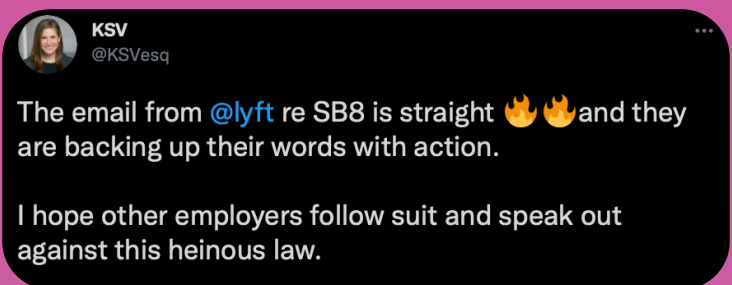 KSV
@KSVesq
The email from @lyft re SB8 is straight 🔥🔥and they
are backing up their words with action.
I hope other employers follow suit and speak out
against this heinous law.